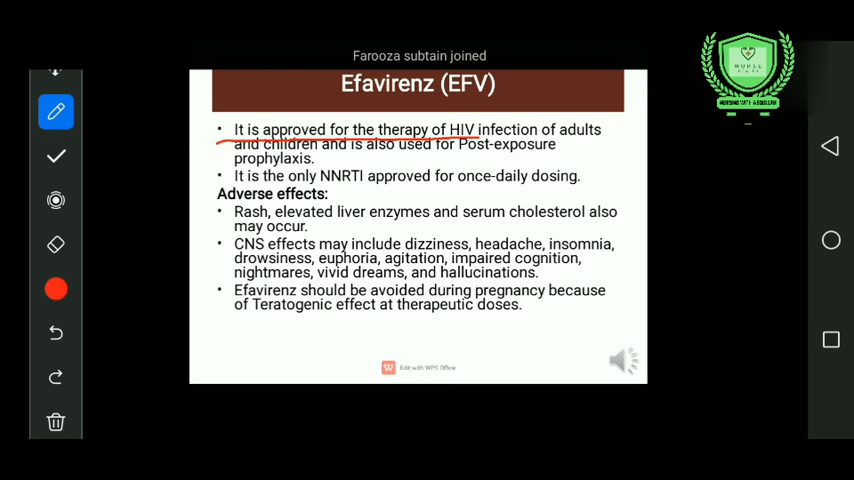 Farooza subtain joined
Efavirenz (EFV)
• It is approved for the therapy of HIV infection of adults
and children and is also used for Post-exposure
prophylaxis.
• It is the only NNRTI approved for once-daily dosing.
Adverse effects:
• Rash, elevated liver enzymes and serum cholesterol also
may occur.
• CNS effects may include dizziness, headache, insomnia,
drowsiness, euphoria, agitation, impaired cognition,
nightmares, vivid dreams, and hallucinations.
• Efavirenz should be avoided during pregnancy because
of Teratogenic effect at therapeutic doses.
W Edit with WPS Office
NURSE
NURSING WITH ABDULLAH